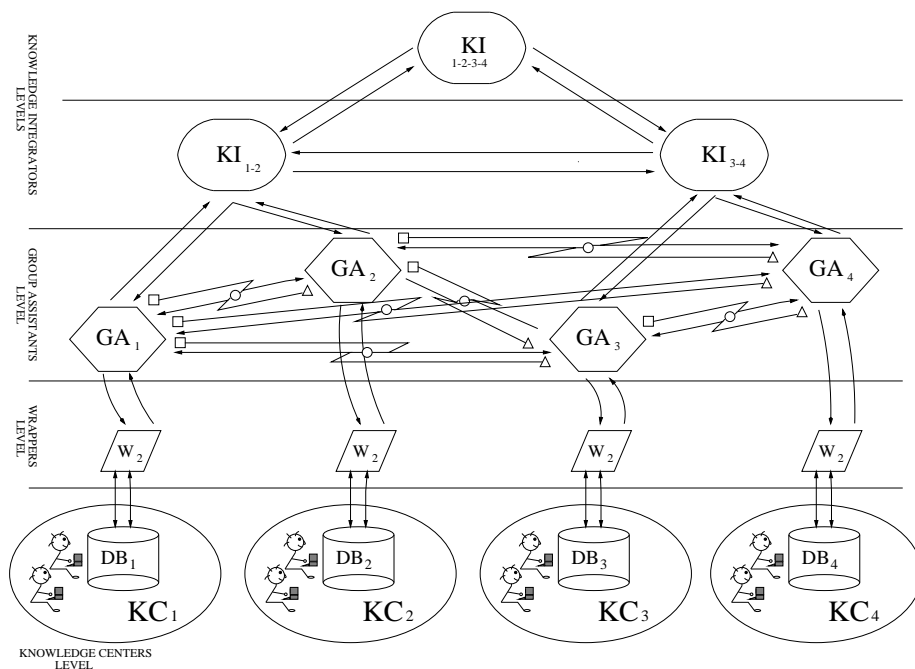 KNOWLEDGE INTEGRATORS
LEVELS
KI
1-2-3-4
KI 1-2
KI 3-4
GROUP ASSISTANTS
LEVEL
GA 2
GA 4
GA 1
GA 3
WRAPPERS
LEVEL
W 2
W 2
W 2
W 2
DB 1
DB 2
DB 3
DB 4
KC 1
KC 2
KC 3
KC 4
KNOWLEDGE CENTERS
LEVEL